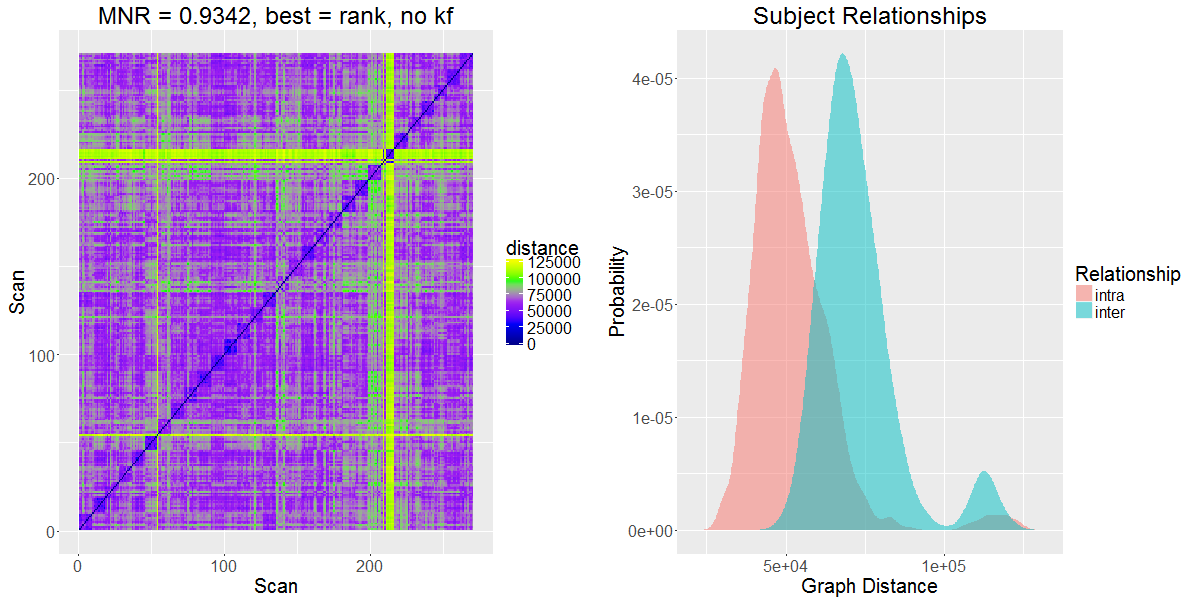 MNR = 0.9342, best = rank, no kf
Scan
200
100
0
0
100
200
Scan
distance
125000
100000
75000
50000
25000
0
Subject Relationships
Probability
4e-05
3e-05
2e-05
1e-05
0e+00
5e+04
1e+05
Graph Distance
Relationship
intra
inter